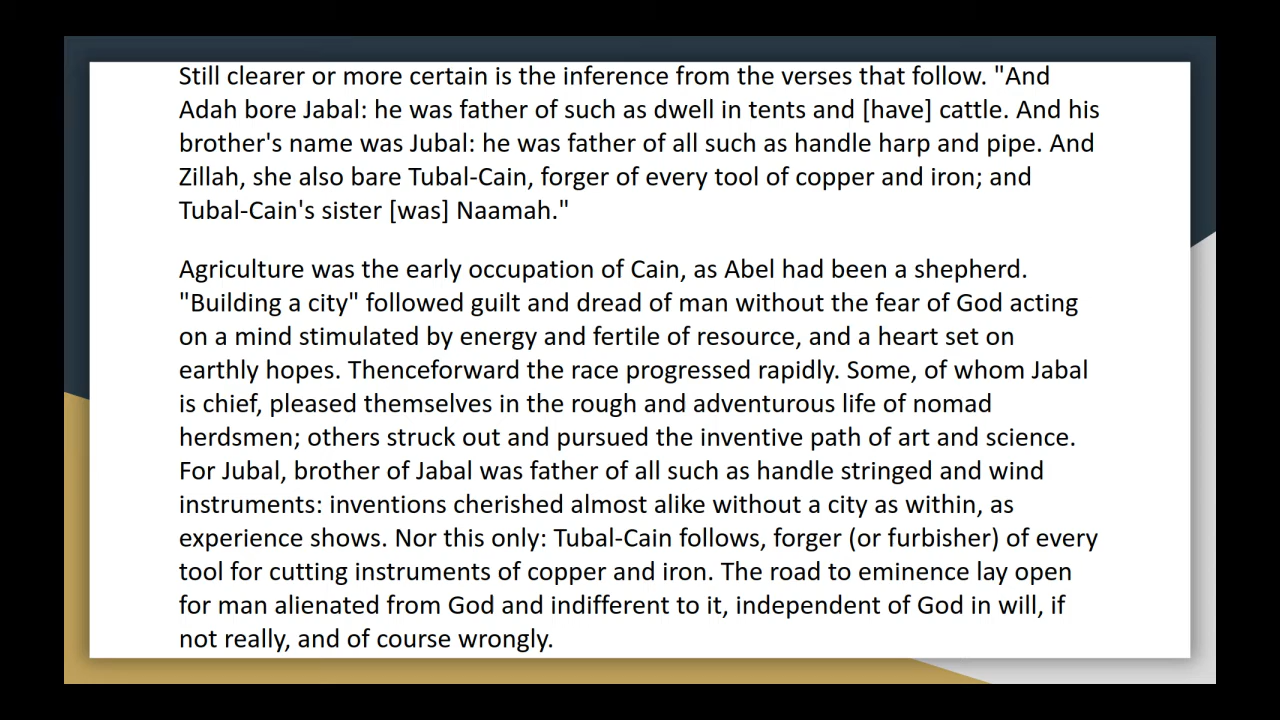 Still clearer or more certain is the inference from the verses that follow. "And
Adah bore Jabal: he was father of such as dwell in tents and [have] cattle. And his
brother's name was Jubal: he was father of all such as handle harp and pipe. And
Zillah, she also bare Tubal-Cain, forger of every tool of copper and iron; and
Tubal-Cain's sister [was] Naamah."
Agriculture was the early occupation of Cain, as Abel had been a shepherd.
"Building a city" followed guilt and dread of man without the fear of God acting
on a mind stimulated by energy and fertile of resource, and a heart set on
earthly hopes. Thenceforward the race progressed rapidly. Some, of whom Jabal
is chief, pleased themselves in the rough and adventurous life of nomad
herdsmen; others struck out and pursued the inventive path of art and science.
For Jubal, brother of Jabal was father of all such as handle stringed and wind
instruments: inventions cherished almost alike without a city as within, as
experience shows. Nor this only: Tubal-Cain follows, forger (or furbisher) of every
tool for cutting instruments of copper and iron. The road to eminence lay open
for man alienated from God and indifferent to it, independent of God in will, if
not really, and of course wrongly.